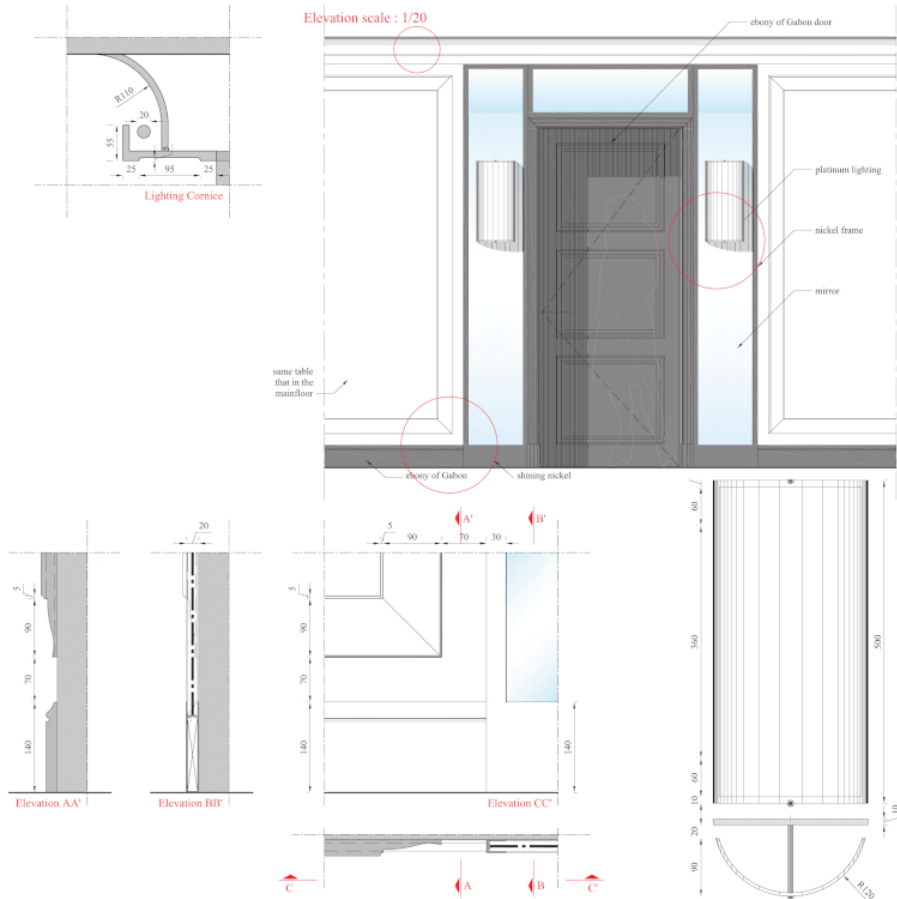 Elevation scale : 1/20
ebony of Gabon door
R110
20
55
25
95
25
Lighting Cornice
platinum lighting
nickel frame
mirror
same table
that in the
mainfloor
ebony of Gabon
shining nickel
A'
B'
20
5
90
70
30
60
5
90
70
140
5
90
70
140
140
360
500
60
10
Elevation AA'
Elevation BB'
Elevation CC'
10
20
90
R120
C
A
B
C'